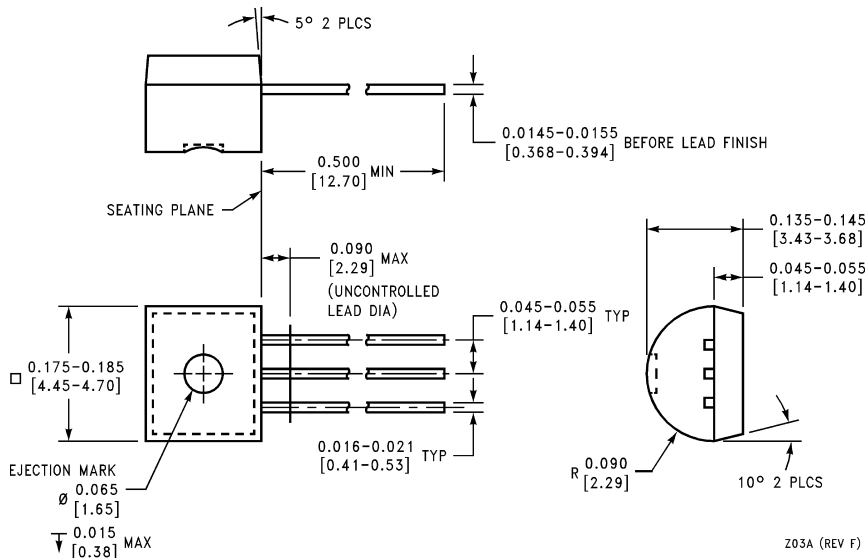 5° 2 PLCS
0.0145-0.0155
[0.368-0.394] BEFORE LEAD FINISH
0.500
[12.70] MIN
SEATING PLANE
0.090
[2.29] MAX
(UNCONTROLLED
LEAD DIA)
0.045-0.055
[1.14-1.40] TYP
0.135-0.145
[3.43-3.68]
0.045-0.055
[1.14-1.40]
0.175-0.185
[4.45-4.70]
0.016-0.021
[0.41-0.53] TYP
EJECTION MARK
Ø 0.065
[1.65]
0.015
[0.38] MAX
R 0.090
[2.29]
10° 2 PLCS
Z03A (REV F)